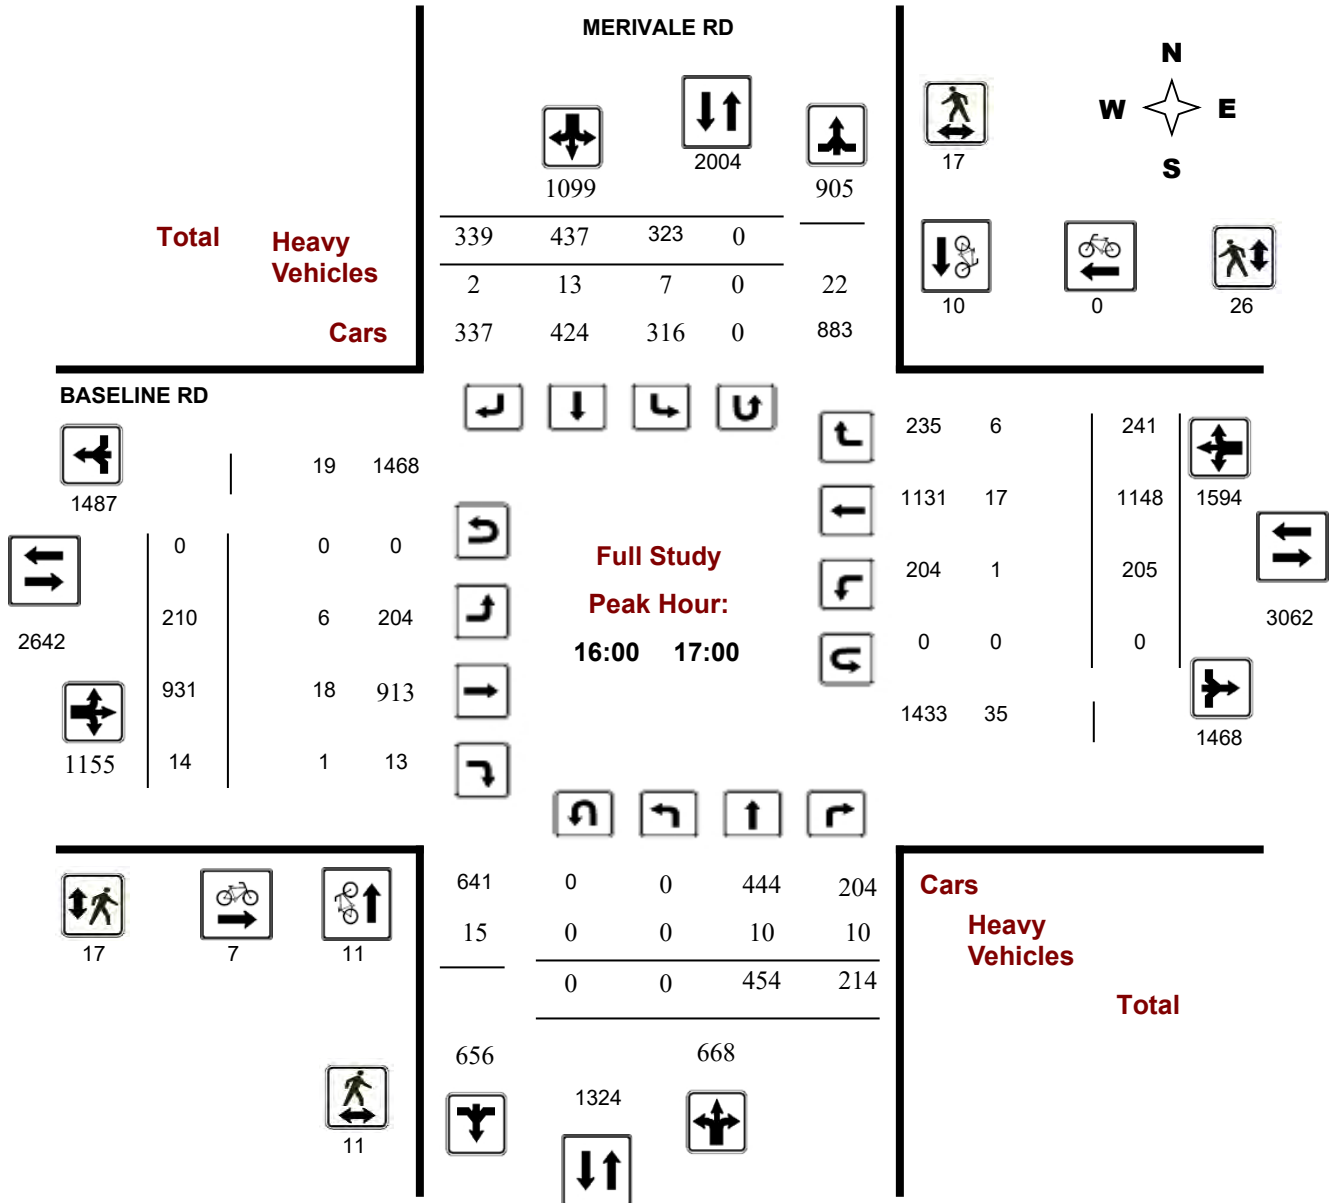 MERIVALE RD
N
W E
S
2004
17
1099
905
Total
Heavy
Vehicles
Cars
339 437 323 0
2 13 7 0 22
337 424 316 0 883
10 0 26
BASELINE RD
19 1468
1487
0 0 0
210 6 204
2642
931 18 913
1155 14 1 13
Full Study
Peak Hour:
16:00 17:00
235 6 241
1131 17 1148 1594
204 1 205
3062
0 0 0
1433 35
1468
17 7 11
11
641 0 0 444 204
15 0 0 10 10
0 0 454 214
656 668
1324
Cars
Heavy
Vehicles
Total